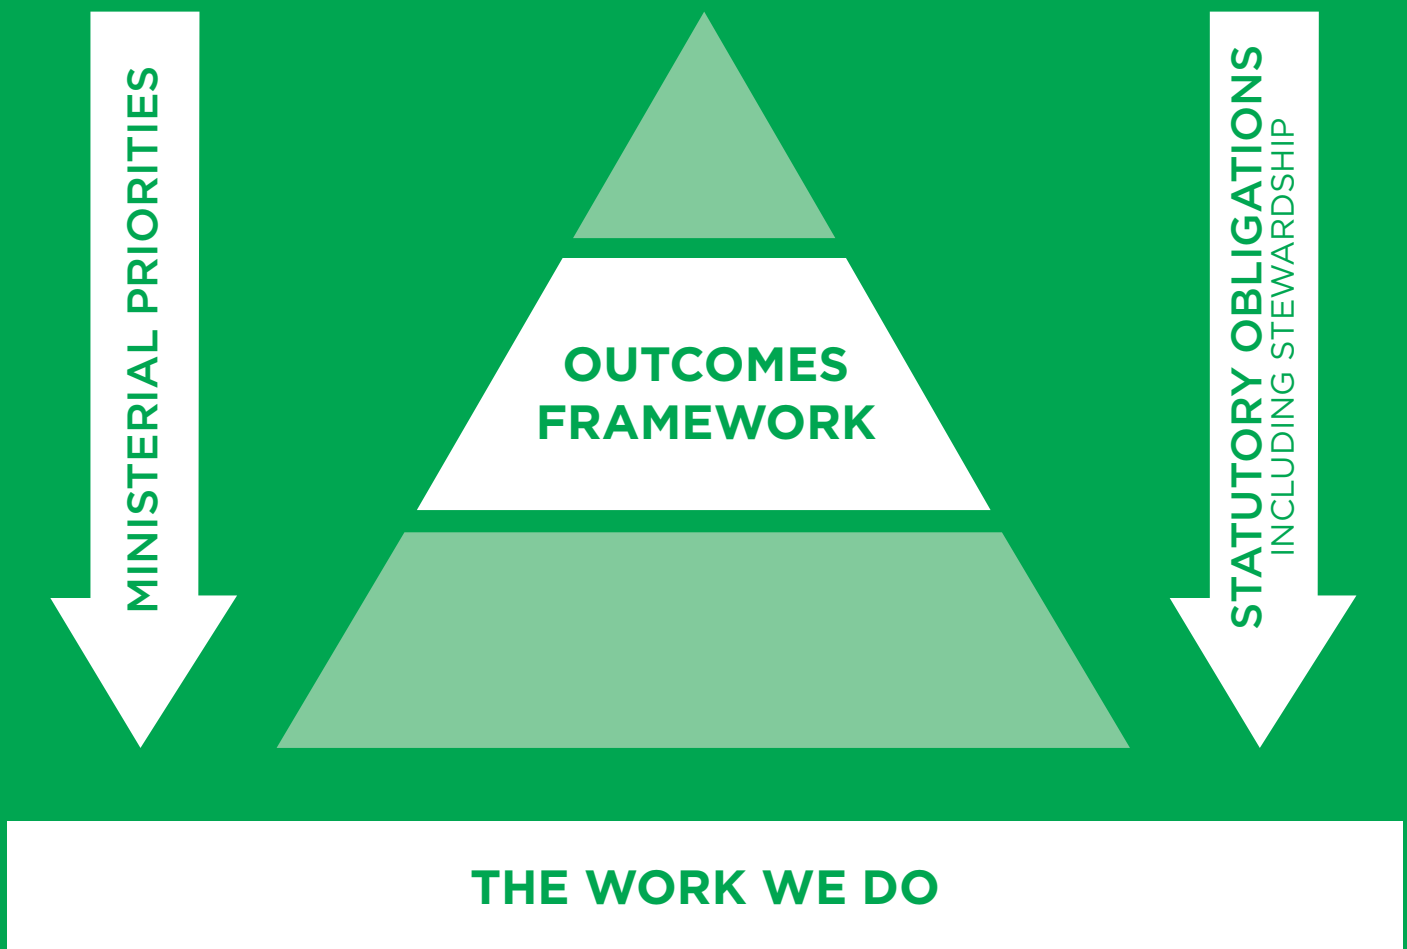 MINISTERIAL PRIORITIES
OUTCOMES
FRAMEWORK
STATUTORY OBLIGATIONS
INCLUDING STEWARDSHIP
THE WORK WE DO